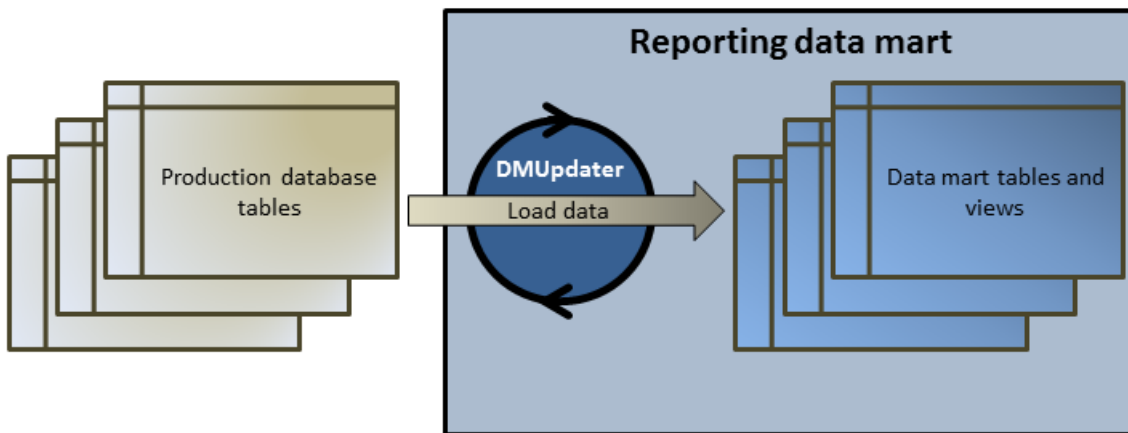 Reporting data mart
Production database
tables
DMUpdater
Load data
Data mart tables and
views